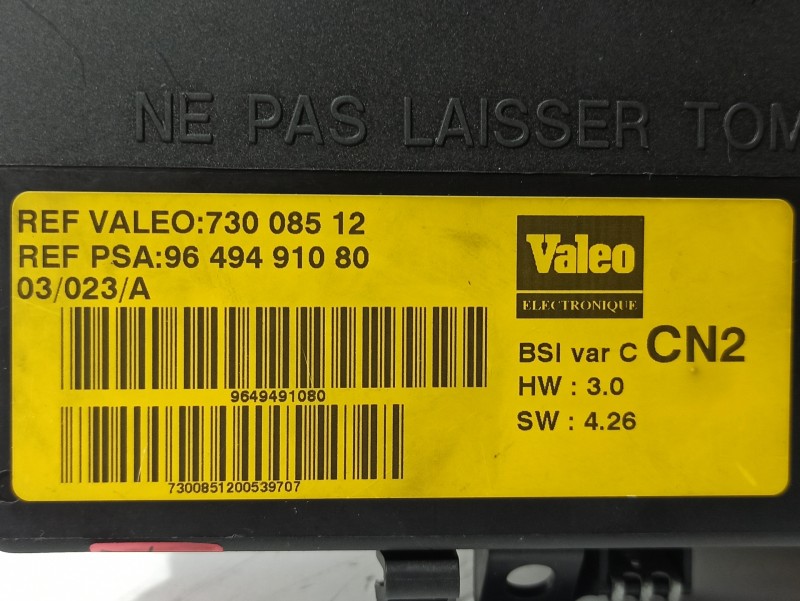 NE PAS LAISSER TOM
REF VALEO:730 085 12
REF PSA:96 494 910 80
03/023/A
Valeo
ELECTRONIQUE
BSI var C CN2
HW : 3.0
SW : 4.26
9649491080
7300851200539707